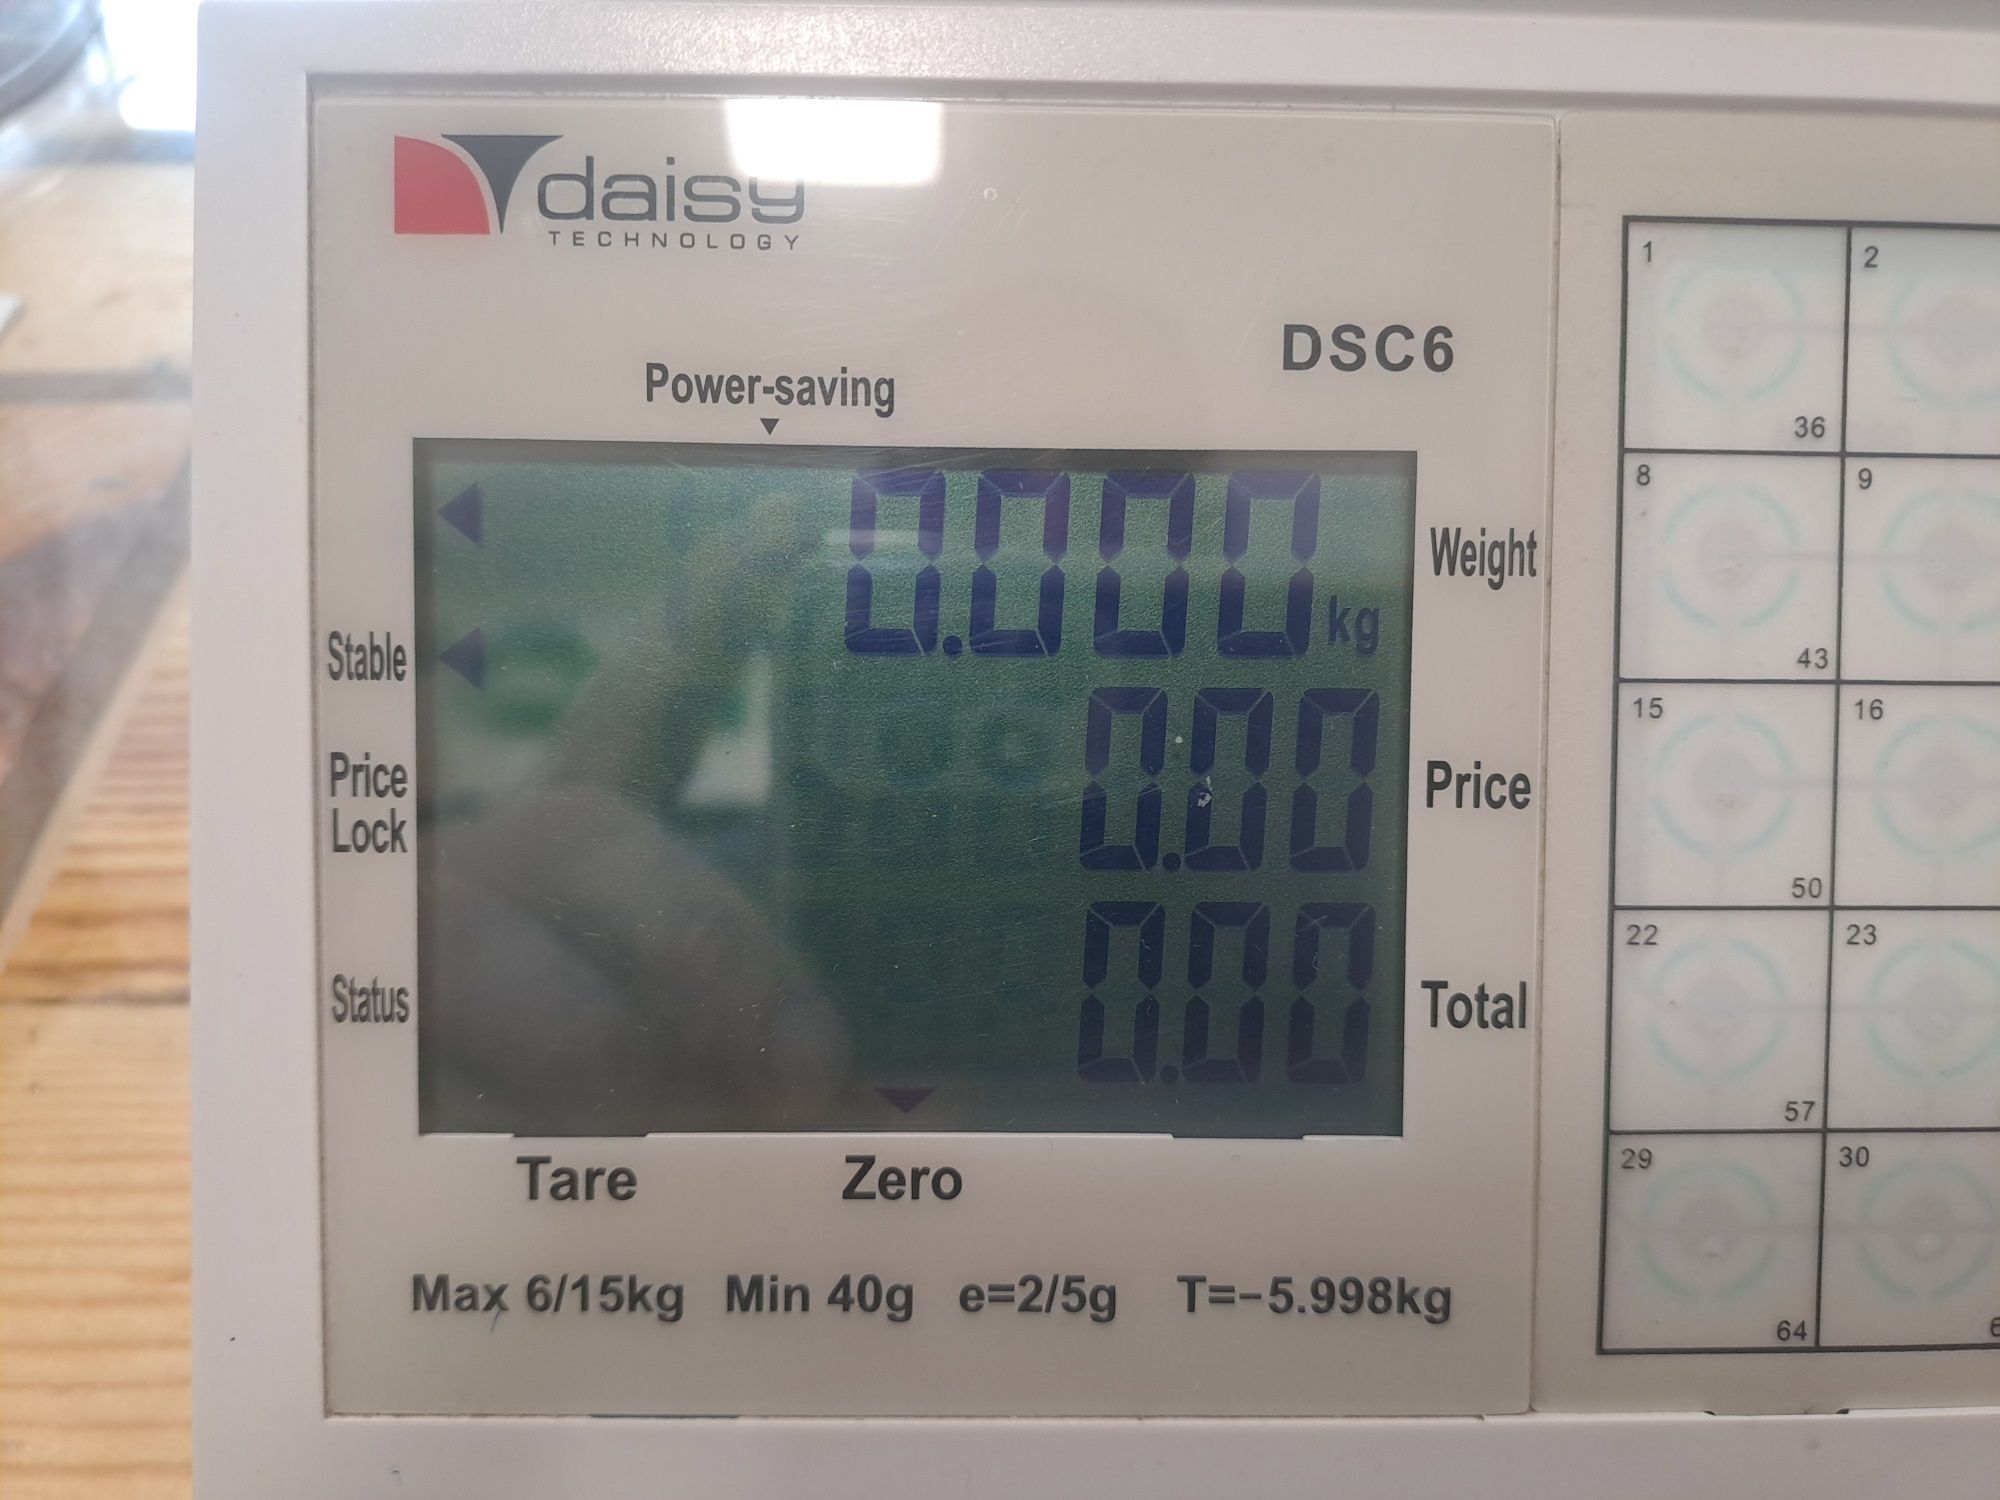 daisy
TECHNOLOGY
DSC6
Power-saving
0.000 kg
Weight
Stable
0.00
Price
Price
Lock
0.00
Total
Status
Tare Zero
Max 6/15kg Min 40g e=2/5g T=-5.998kg
1 2
36
8 9
43
15 16
50
22 23
57
29 30
64